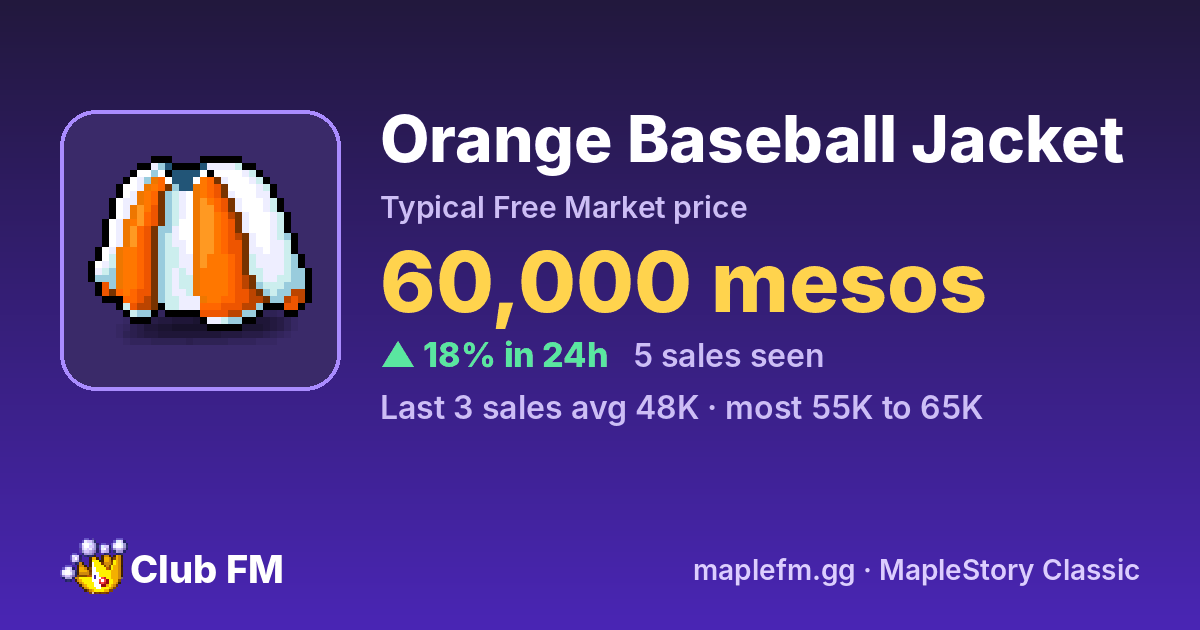 Orange Baseball Jacket
Typical Free Market price
60,000 mesos
▲ 18% in 24h 5 sales seen
Last 3 sales avg 48K · most 55K to 65K
Club FM
maplefm.gg · MapleStory Classic